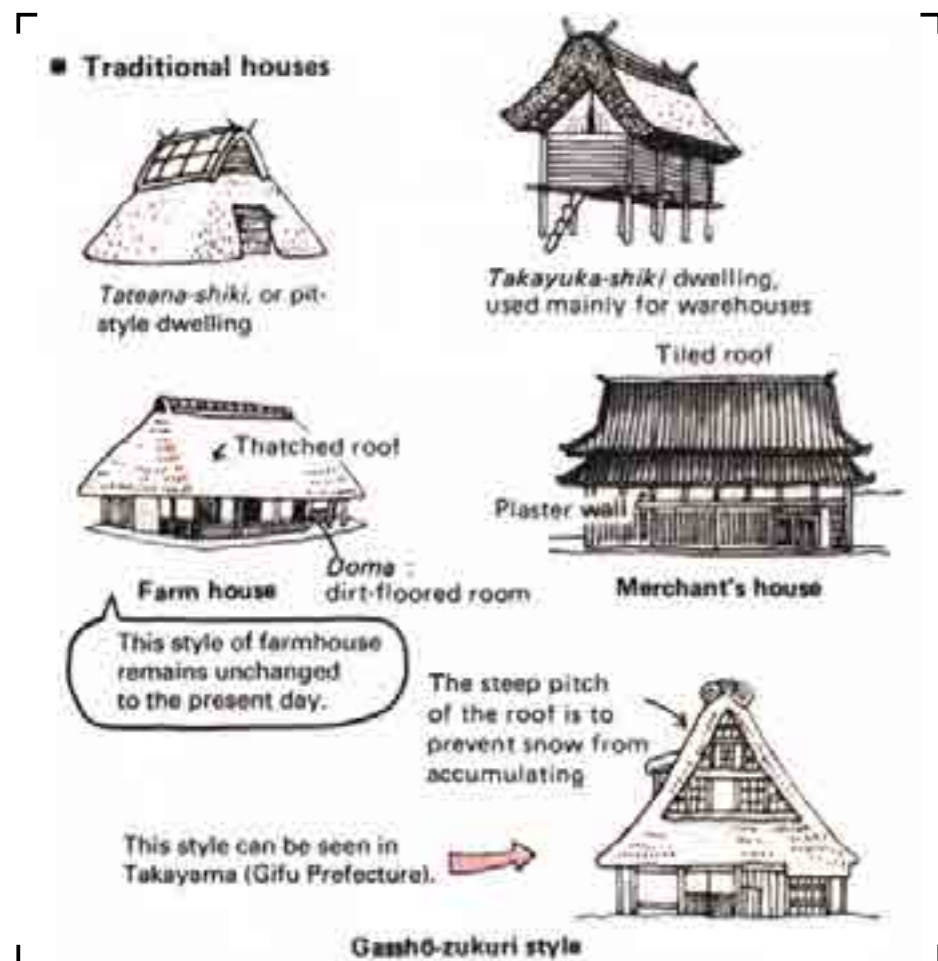 ■ Traditional houses
Tateana-shiki, or pit-
style dwelling
Takayuka-shiki dwelling,
used mainly for warehouses
Thatched roof
Doma :
dirt-floored room
Farm house
This style of farmhouse
remains unchanged
to the present day.
Tiled roof
Plaster wall
Merchant's house
The steep pitch
of the roof is to
prevent snow from
accumulating
This style can be seen in
Takayama (Gifu Prefecture).
Gasshō-zukuri style